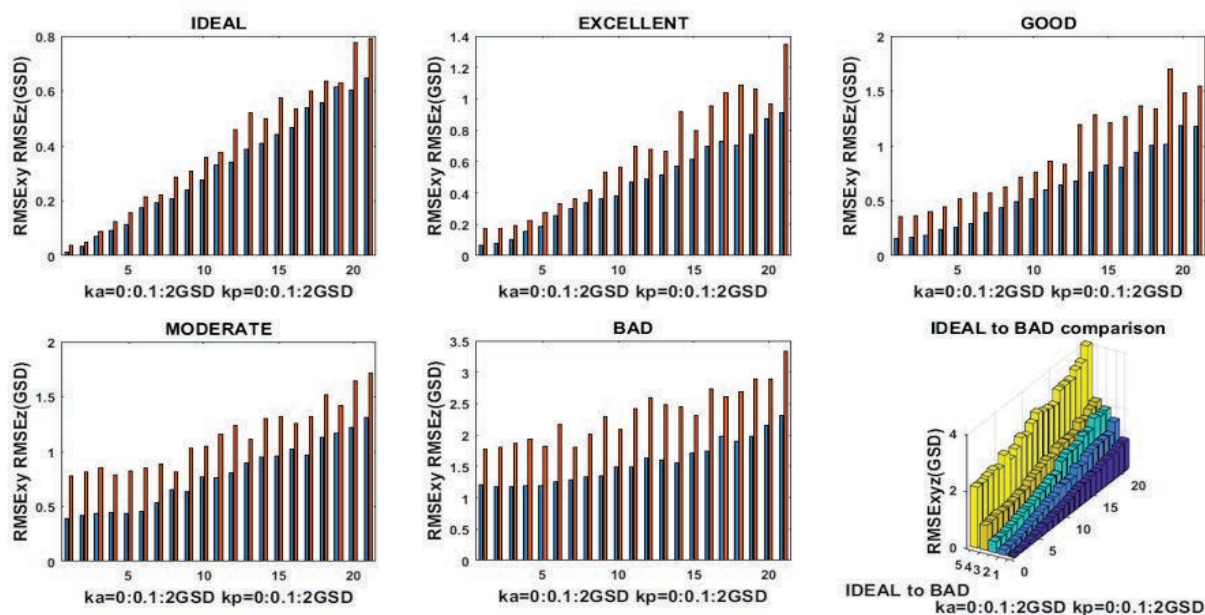 IDEAL
RMSExy RMSEz(GSD)
0.8
0.6
0.4
0.2
0
5 10 15 20
ka=0:0.1:2GSD kp=0:0.1:2GSD
EXCELLENT
RMSExy RMSEz(GSD)
1.4
1.2
1
0.8
0.6
0.4
0.2
0
5 10 15 20
ka=0:0.1:2GSD kp=0:0.1:2GSD
GOOD
RMSExy RMSEz(GSD)
2
1.5
1
0.5
0
5 10 15 20
ka=0:0.1:2GSD kp=0:0.1:2GSD
MODERATE
RMSExy RMSEz(GSD)
2
1.5
1
0.5
0
5 10 15 20
ka=0:0.1:2GSD kp=0:0.1:2GSD
BAD
RMSExy RMSEz(GSD)
3.5
3
2.5
2
1.5
1
0.5
0
5 10 15 20
ka=0:0.1:2GSD kp=0:0.1:2GSD
IDEAL to BAD comparison
RMSExyz(GSD)
4
2
0
5 4 3 2 1
0 5 10 15 20
IDEAL to BAD
ka=0:0.1:2GSD kp=0:0.1:2GSD